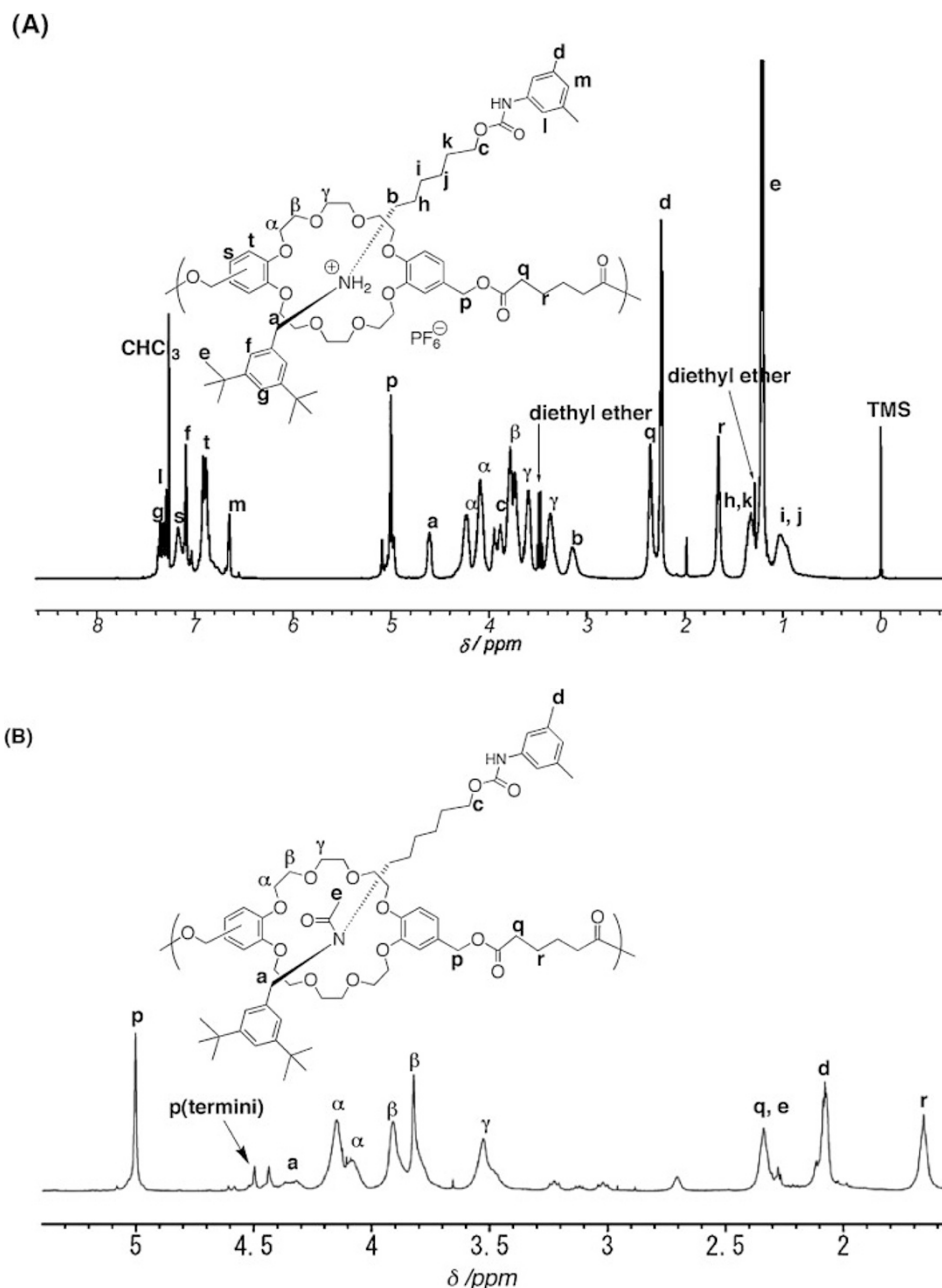 (A)
d
m
HN
l
O
O
k
c
i
j
b
h
γ
β
O
O
α
t
s
O
O
O
O
+
NH2
q
O
O
O
r
p
O
a
O
O
PF6⊖
f
e
g
CHC3
p
diethyl ether
diethyl ether
e
d
TMS
l
g
s
f
t
m
a
α
α
c
β
γ
γ
b
q
r
h,k
i, j
8 7 6 5 4 3 2 1 0
δ/ ppm
(B)
d
HN
O
O
c
γ
β
O
O
α
e
O
O
O
O
N
O
O
O
q
O
O
r
p
O
a
O
O
p
p(termini)
a
α
α
β
β
γ
q, e
d
r
5 4.5 4 3.5 3 2.5 2
δ /ppm